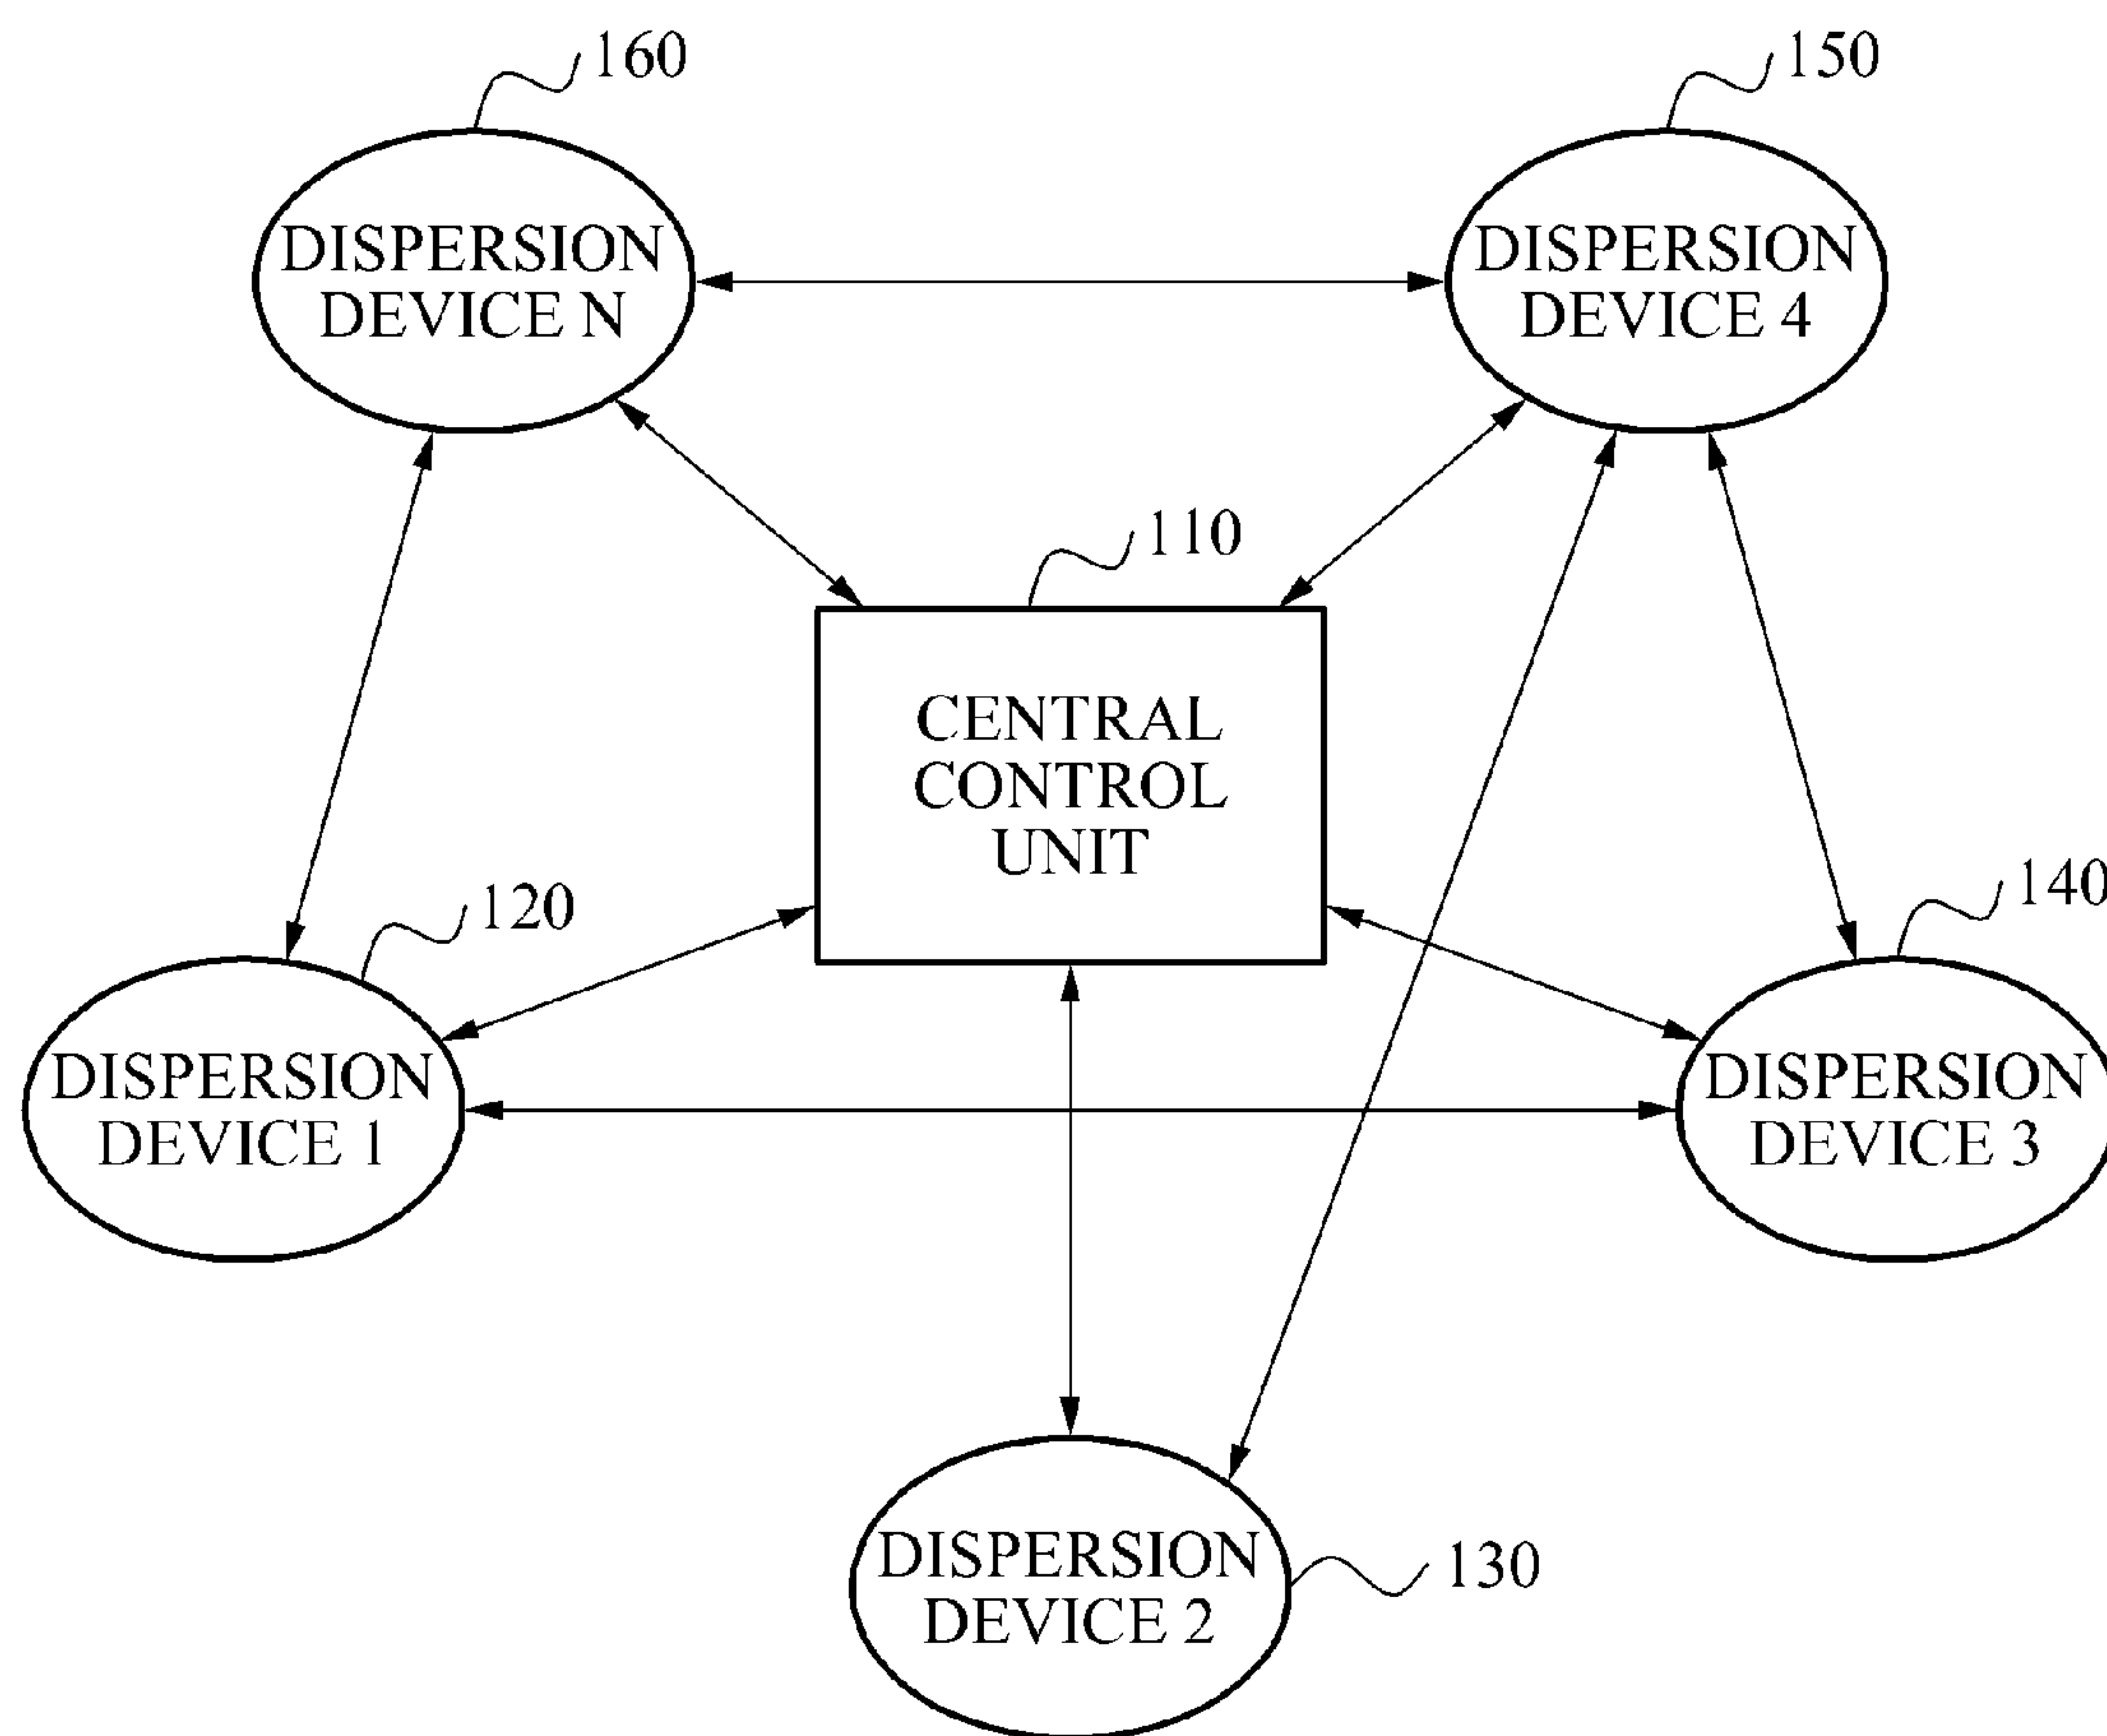 160
150
DISPERSION
DEVICE N
DISPERSION
DEVICE 4
110
CENTRAL
CONTROL
UNIT
120
140
DISPERSION
DEVICE 1
DISPERSION
DEVICE 3
DISPERSION
DEVICE 2
130